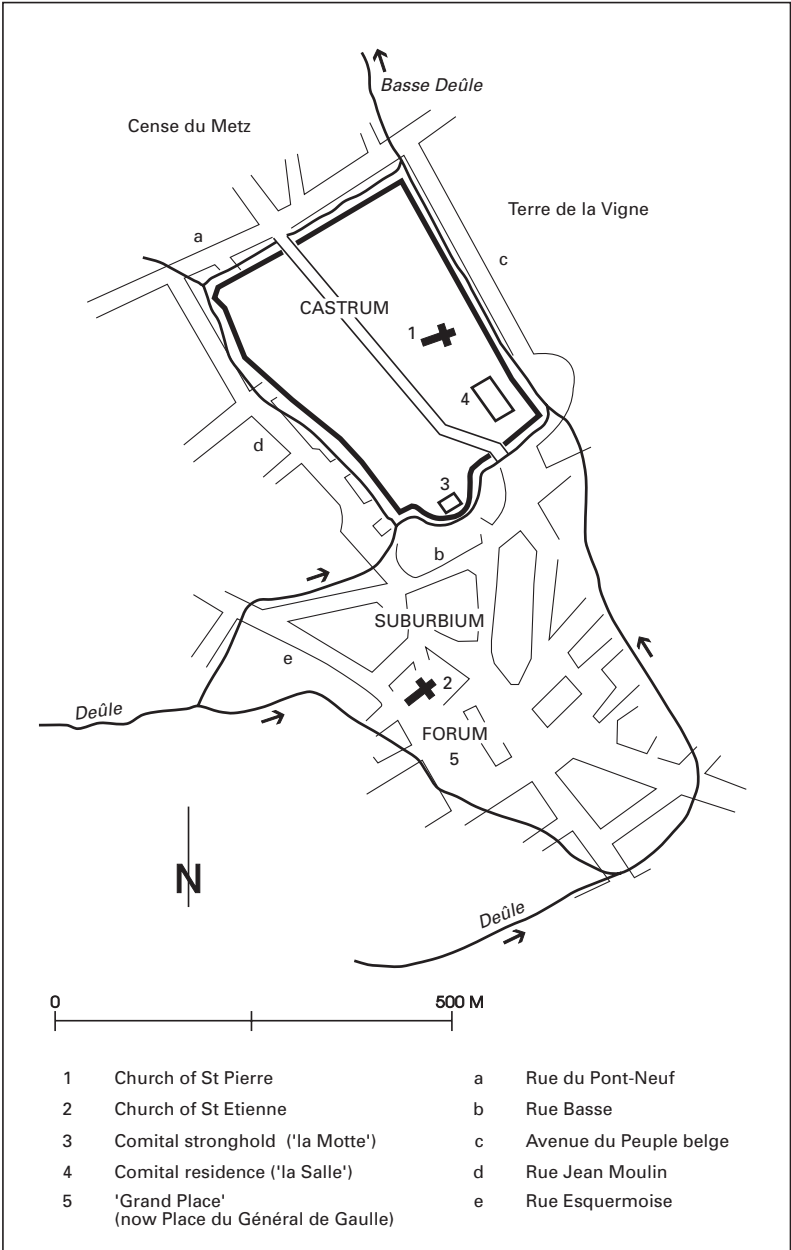 Basse Deûle
Cense du Metz
Terre de la Vigne
a
c
CASTRUM
1
4
d
3
b
SUBURBIUM
e
2
Deûle
FORUM
5
N
Deûle
0 500 M
1 Church of St Pierre
2 Church of St Etienne
3 Comital stronghold ('la Motte')
4 Comital residence ('la Salle')
5 'Grand Place'
(now Place du Général de Gaulle)
a Rue du Pont-Neuf
b Rue Basse
c Avenue du Peuple belge
d Rue Jean Moulin
e Rue Esquermoise